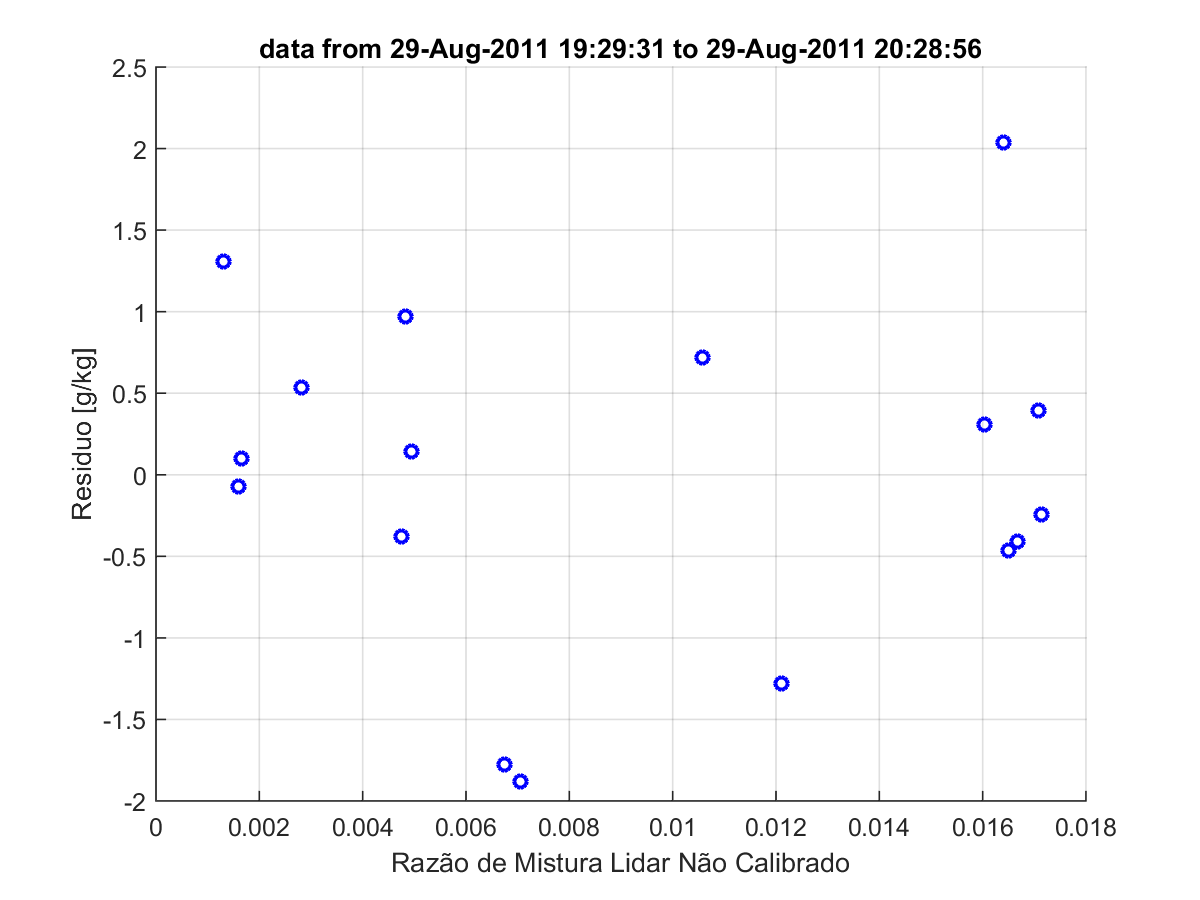 data from 29-Aug-2011 19:29:31 to 29-Aug-2011 20:28:56
2.5
2
1.5
1
0.5
0
-0.5
-1
-1.5
-2
Residuo [g/kg]
0 0.002 0.004 0.006 0.008 0.01 0.012 0.014 0.016 0.018
Razão de Mistura Lidar Não Calibrado